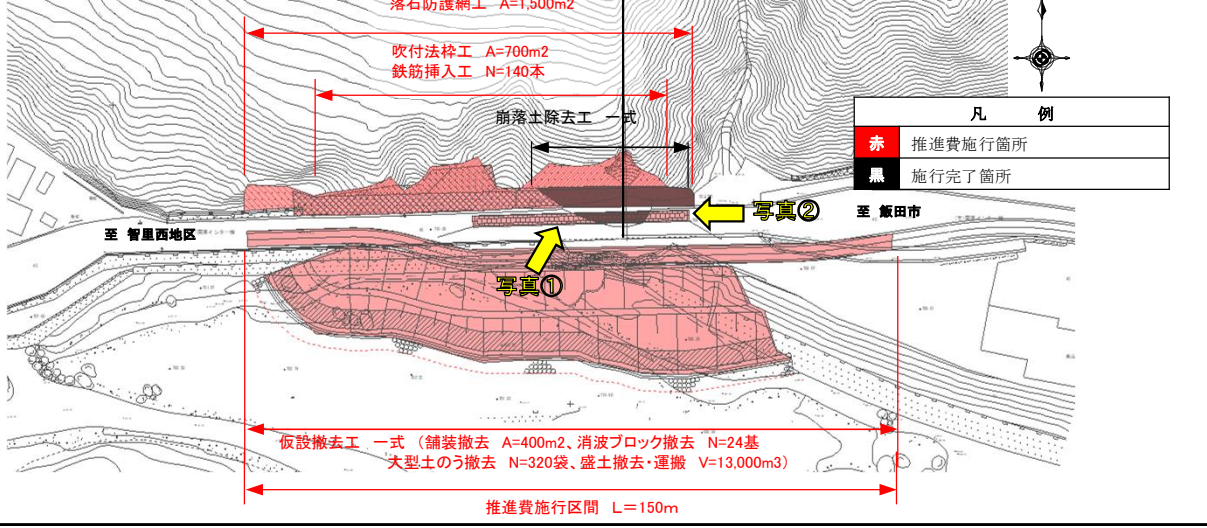 落石防護網工 A=1,500m2
吹付法枠工 A=700m2
鉄筋挿入工 N=140本
崩落土除去工 一式
凡 例
赤 推進費施行箇所
黒 施行完了箇所
写真②
至 飯田市
至 智里西地区
写真①
仮設撤去工 一式 (舗装撤去 A=400m2、消波ブロック撤去 N=24基
大型土のう撤去 N=320袋、盛土撤去・運搬 V=13,000m3)
推進費施行区間 L=150m